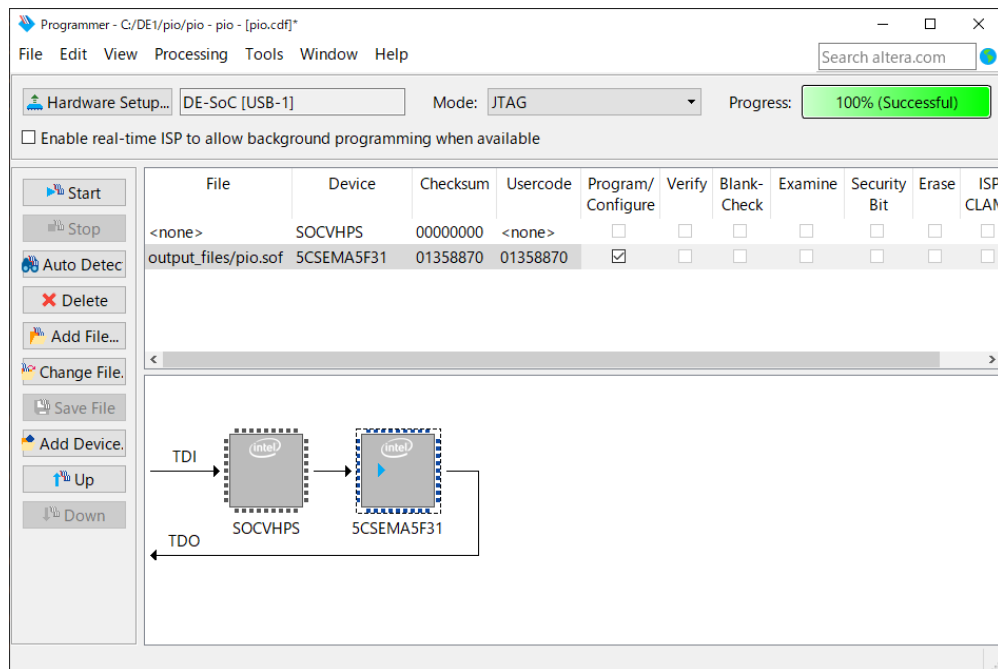 Programmer - C:/DE1/pio/pio - pio - [pio.cdf]*
File Edit View Processing Tools Window Help
Search altera.com
Hardware Setup... DE-SoC [USB-1] Mode: JTAG Progress: 100% (Successful)
Enable real-time ISP to allow background programming when available
Start
Stop
Auto Detec
Delete
Add File...
Change File.
Save File
Add Device.
Up
Down
File Device Checksum Usercode Program/ Verify Blank- Examine Security Erase ISP
Configure Check Bit CLAM
<none> SOCVHPS 00000000 <none>
output_files/pio.sof 5CSEMA5F31 01358870 01358870
TDI
intel
intel
SOCVHPS
5CSEMA5F31
TDO